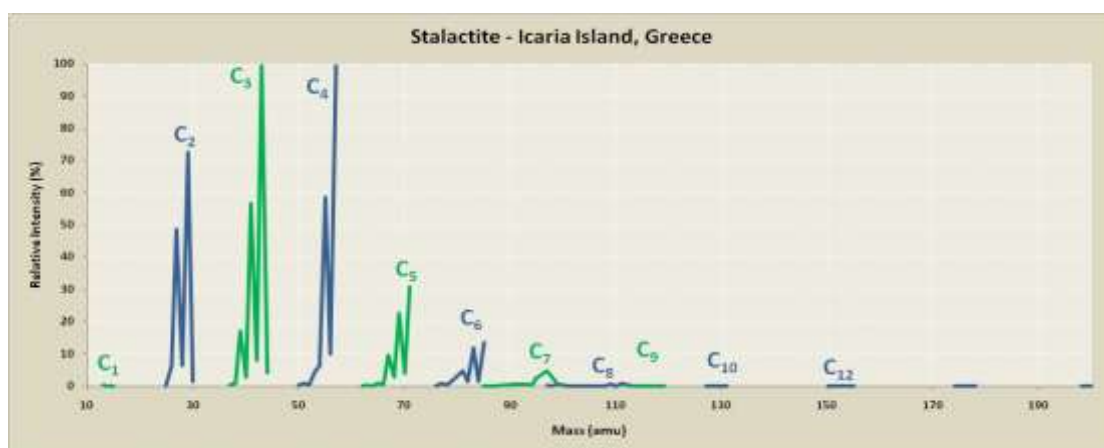 Stalactite - Icaria Island, Greece
Relative Intensity (%)
100
90
80
70
60
50
40
30
20
10
0
C₁
C₂
C₃
C₄
C₅
C₆
C₇
C₈
C₉
C₁₀
C₁₂
10 30 50 70 90 110 130 150 170 190
Mass (amu)